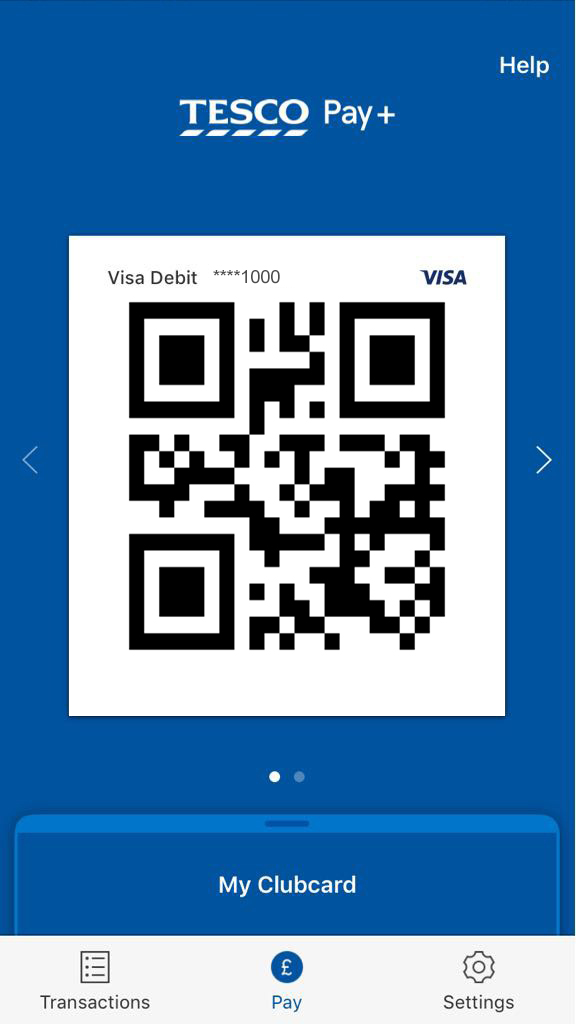 Help
TESCO Pay+
Visa Debit ****1000 VISA
My Clubcard
£
Transactions Pay Settings